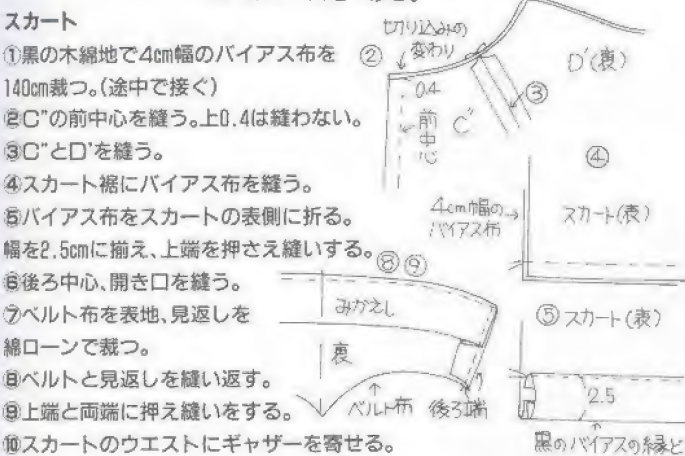 スカート
①黒の木綿地で4cm幅のバイアス布を
140cm裁つ。(途中で接ぐ)
②C"の前中心を縫う。上0.4は縫わない。
③C"とD'を縫う。
④スカート裾にバイアス布を縫う。
⑤バイアス布をスカートの表側に折る。
幅を2.5cmに揃え、上端を押さえ縫いする。
⑥後ろ中心、開き口を縫う。
⑦ベルト布を表地、見返しを
綿ローンで裁つ。
⑧ベルトと見返しを縫い返す。
⑨上端と両端に押え縫いをする。
⑩スカートのウエストにギャザーを寄せる。
②
切り込みの
変わり
0.4
前中心
C"
③
D'(表)
④
4cm幅の
バイアス布
スカート(表)
⑧⑨
みかえし
裏
ベルト布
後ろ端
⑤スカート(表)
2.5
黒のバイアスの縁と